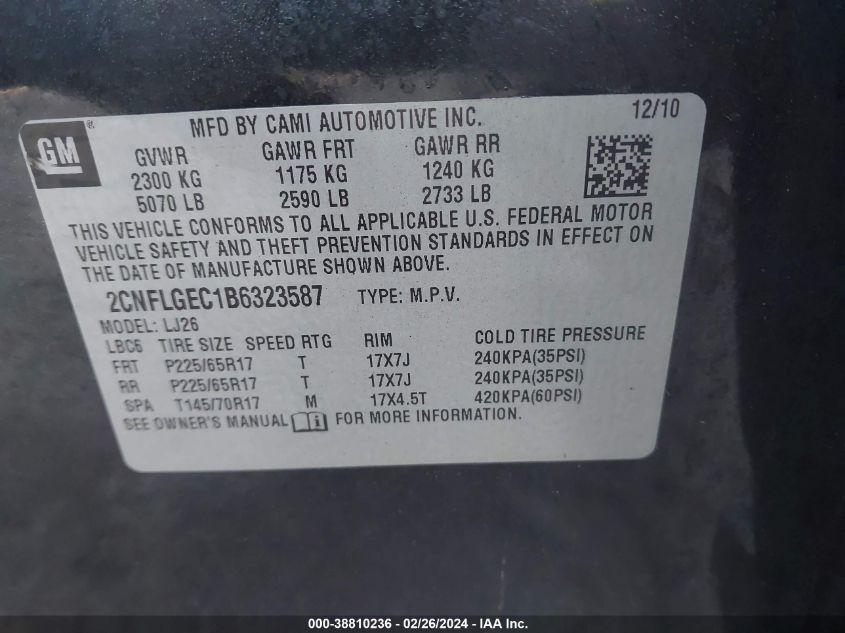 MFD BY CAMI AUTOMOTIVE INC. 12/10
GM®
GVWR GAWR FRT GAWR RR
2300 KG 1175 KG 1240 KG
5070 LB 2590 LB 2733 LB
THIS VEHICLE CONFORMS TO ALL APPLICABLE U.S. FEDERAL MOTOR
VEHICLE SAFETY AND THEFT PREVENTION STANDARDS IN EFFECT ON
THE DATE OF MANUFACTURE SHOWN ABOVE.
2CNFLGEC1B6323587 TYPE: M.P.V.
MODEL: LJ26
LBC6 TIRE SIZE SPEED RTG RIM COLD TIRE PRESSURE
FRT P225/65R17 T 17X7J 240KPA(35PSI)
RR P225/65R17 T 17X7J 240KPA(35PSI)
SPA T145/70R17 M 17X4.5T 420KPA(60PSI)
SEE OWNER'S MANUAL i FOR MORE INFORMATION.
000-38810236 - 02/26/2024 - IAA Inc.